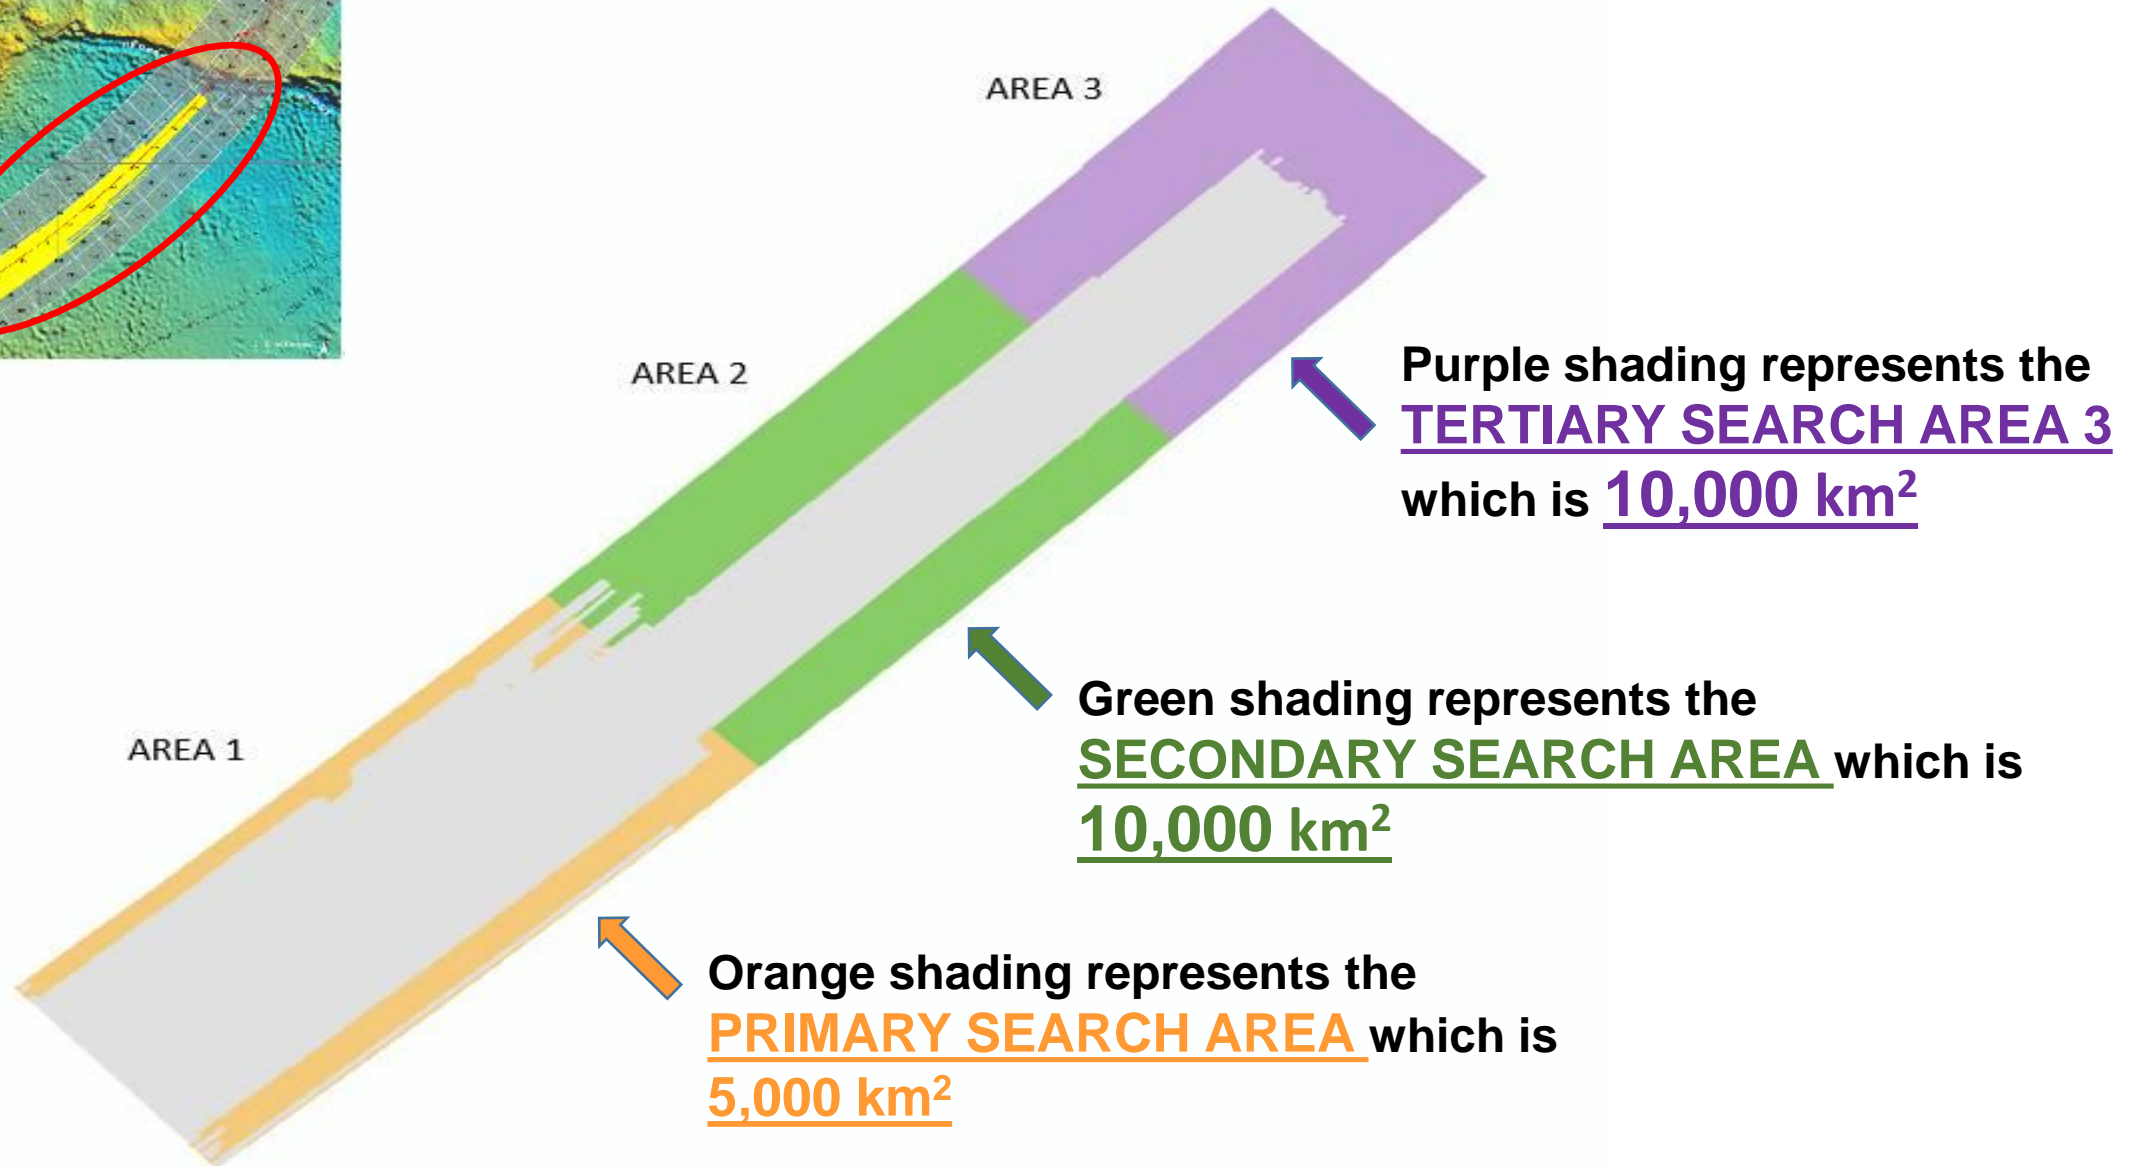 AREA 3
AREA 2
Purple shading represents the
TERTIARY SEARCH AREA 3
which is 10,000 km²
Green shading represents the
SECONDARY SEARCH AREA which is
10,000 km²
AREA 1
Orange shading represents the
PRIMARY SEARCH AREA which is
5,000 km²